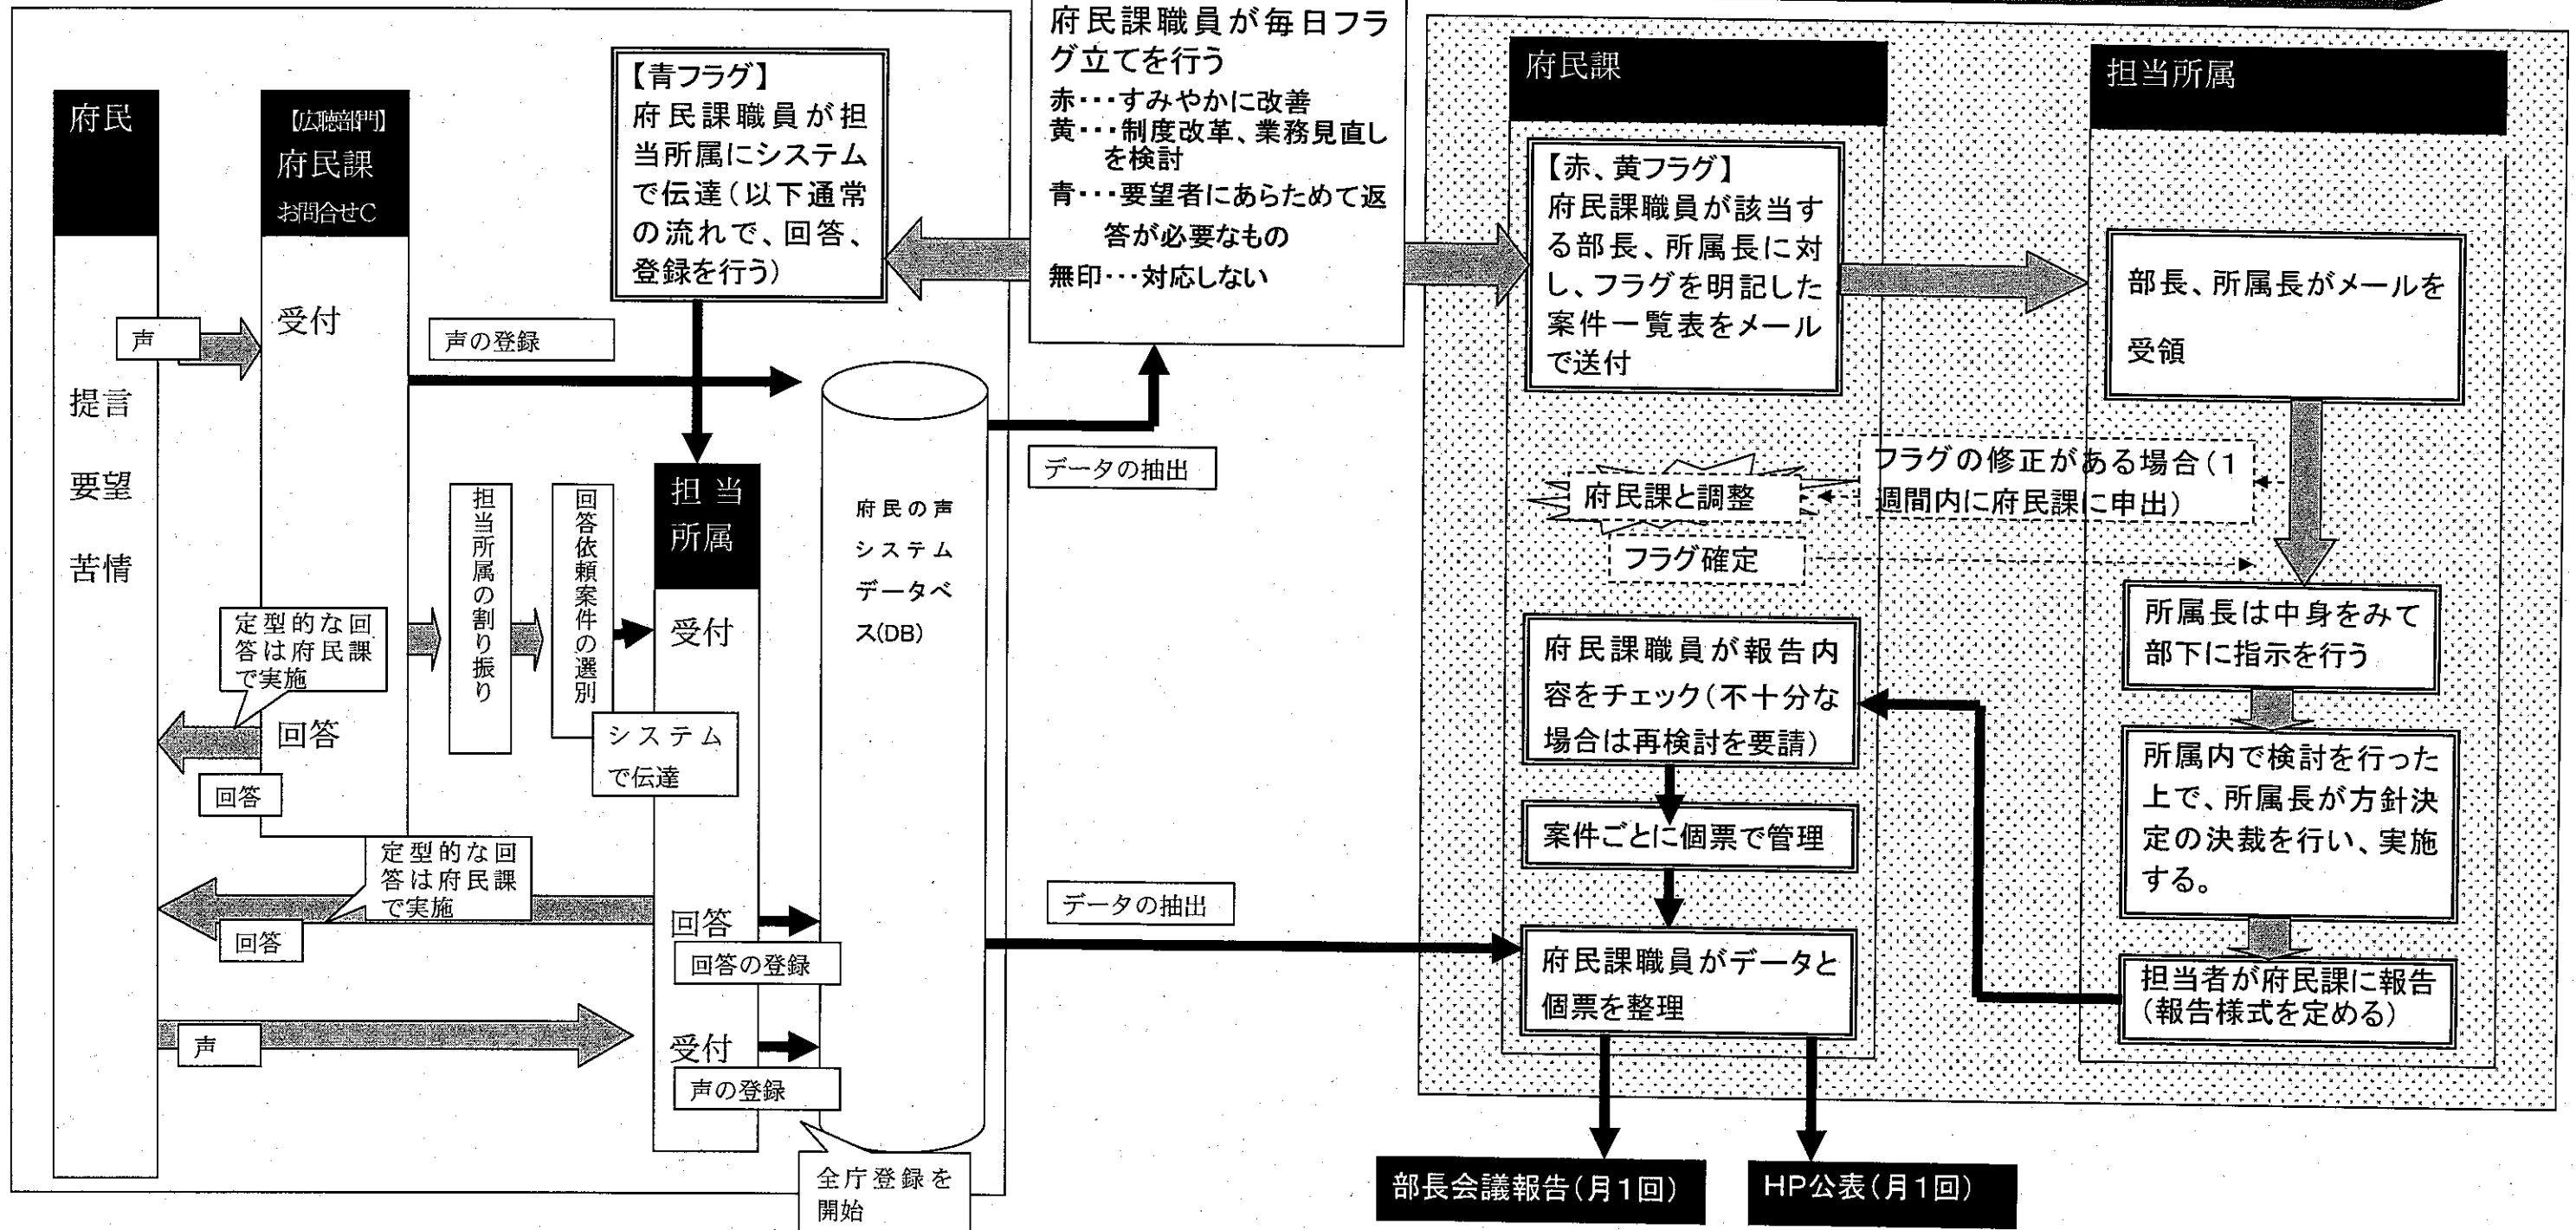 府民
提言
要望
苦情
声
【広聴部門】
府民課
お問合せC
受付
声の登録
定型的な回
答は府民課
で実施
回答
回答
担当所属の割り振り
回答依頼案件の選別
システム
で伝達
【青フラグ】
府民課職員が担
当所属にシステム
で伝達(以下通常
の流れで、回答、
登録を行う)
担当
所属
受付
定型的な回
答は府民課
で実施
回答
回答
回答の登録
声
受付
声の登録
府民の声
システム
データベ
ス(DB)
全庁登録を
開始
府民課職員が毎日フラ
グ立てを行う
赤・・・すみやかに改善
黄・・・制度改革、業務見直し
を検討
青・・・要望者にあらためて返
答が必要なもの
無印・・・対応しない
データの抽出
データの抽出
府民課
【赤、黄フラグ】
府民課職員が該当す
る部長、所属長に対
し、フラグを明記した
案件一覧表をメール
で送付
担当所属
部長、所属長がメールを
受領
フラグの修正がある場合(1
週間内に府民課に申出)
府民課と調整
フラグ確定
所属長は中身をみて
部下に指示を行う
所属内で検討を行った
上で、所属長が方針決
定の決裁を行い、実施
する。
担当者が府民課に報告
(報告様式を定める)
府民課職員が報告内
容をチェック(不十分な
場合は再検討を要請)
案件ごとに個票で管理
府民課職員がデータと
個票を整理
部長会議報告(月1回)
HP公表(月1回)